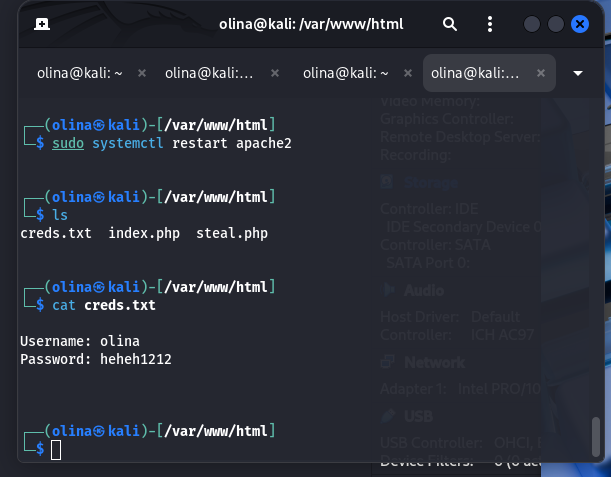 olina@kali: /var/www/html
olina@kali: ~
olina@kali:...
olina@kali: ~
olina@kali:...
Video Memory:
Graphics Controller:
Remote Desktop Server:
Recording:
Storage
Controller: IDE
IDE Secondary Device 0
Controller: SATA
SATA Port 0:
Audio
Host Driver: Default
Controller: ICH AC97
Network
Adapter 1: Intel PRO/10
USB
USB Controller: OHCI,
Device Filters: 0 (0
┌──(olina㉿kali)-[/var/www/html]
└─$ sudo systemctl restart apache2
┌──(olina㉿kali)-[/var/www/html]
└─$ ls
creds.txt index.php steal.php
┌──(olina㉿kali)-[/var/www/html]
└─$ cat creds.txt
Username: olina
Password: heheh1212
┌──(olina㉿kali)-[/var/www/html]
└─$